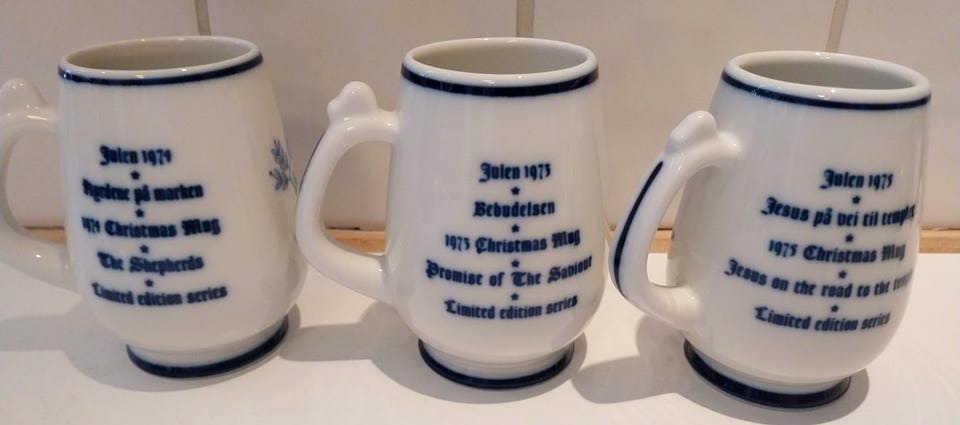 Julen 1974
Hyrdene på marken
1974 Christmas Mug
The Shepherds
Limited edition series
Julen 1973
Bebudelsen
1973 Christmas Mug
Promise of The Saviour
Limited edition series
Julen 1975
Jesus på vei til
1975 Christmas Mug
Jesus on the road to the
Limited edition series